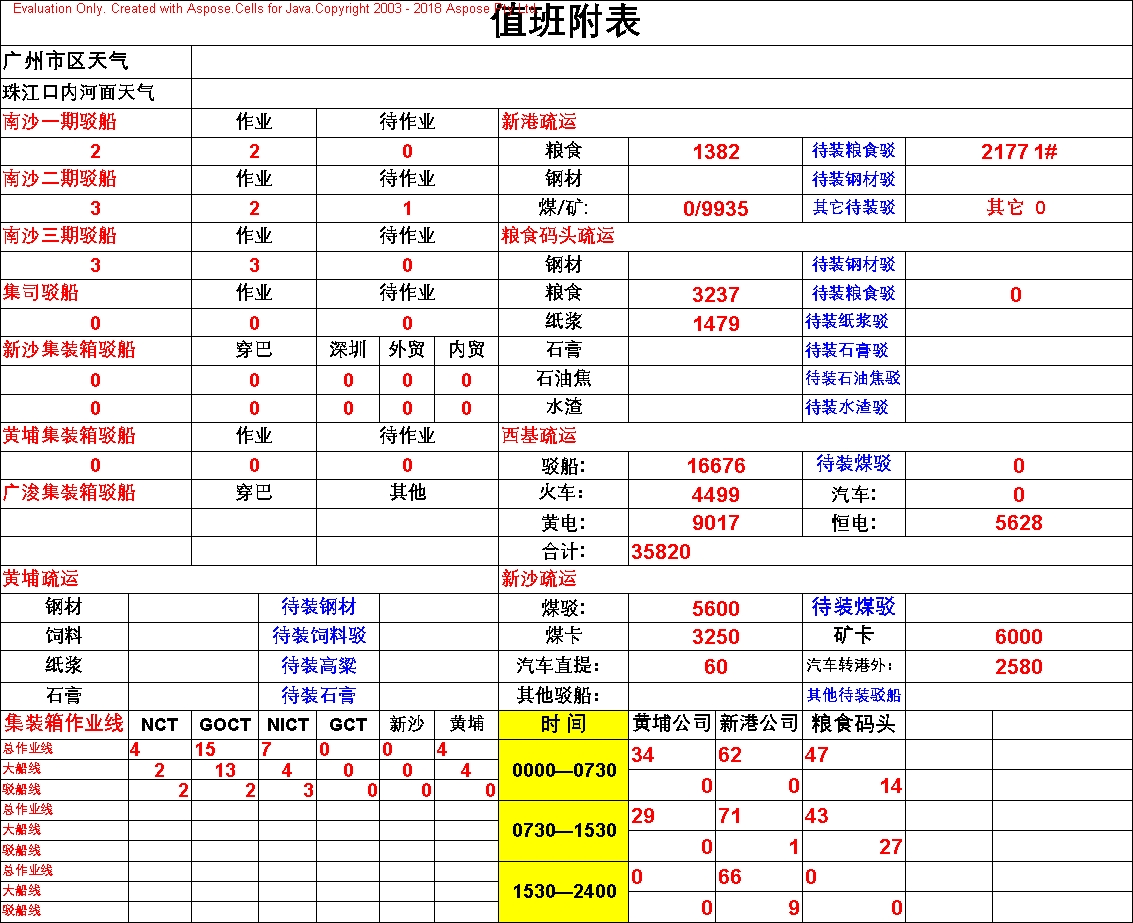 Evaluation Only. Created with Aspose.Cells for Java.Copyright 2003 - 2018 Aspose Pty Ltd.
值班附表
广州市区天气
珠江口内河面天气
南沙一期驳船 作业 待作业 新港疏运
2 2 0 粮食 1382 待装粮食驳 2177 1#
南沙二期驳船 作业 待作业 钢材 待装钢材驳
3 2 1 煤/矿: 0/9935 其它待装驳 其它 0
南沙三期驳船 作业 待作业 粮食码头疏运
3 3 0 钢材 待装钢材驳
集司驳船 作业 待作业 粮食 3237 待装粮食驳 0
0 0 0 纸浆 1479 待装纸浆驳
新沙集装箱驳船 穿巴 深圳 外贸 内贸 石膏 待装石膏驳
0 0 0 0 0 石油焦 待装石油焦驳
0 0 0 0 0 水渣 待装水渣驳
黄埔集装箱驳船 作业 待作业 西基疏运
0 0 0 驳船: 16676 待装煤驳 0
广浚集装箱驳船 穿巴 其他 火车: 4499 汽车: 0
黄电: 9017 恒电: 5628
合计: 35820
黄埔疏运 新沙疏运
钢材 待装钢材 煤驳: 5600 待装煤驳
饲料 待装饲料驳 煤卡 3250 矿卡 6000
纸浆 待装高粱 汽车直提: 60 汽车转港外: 2580
石膏 待装石膏 其他驳船: 其他待装驳船
集装箱作业线 NCT GOCT NICT GCT 新沙 黄埔 时 间 黄埔公司 新港公司 粮食码头
总作业线 4 15 7 0 0 4 0000—0730 34 62 47
大船线 2 13 4 0 0 4
驳船线 2 2 3 0 0 0 0 0 14
总作业线 0730—1530 29 71 43
大船线
驳船线 0 1 27
总作业线 1530—2400 0 66 0
大船线
驳船线 0 9 0